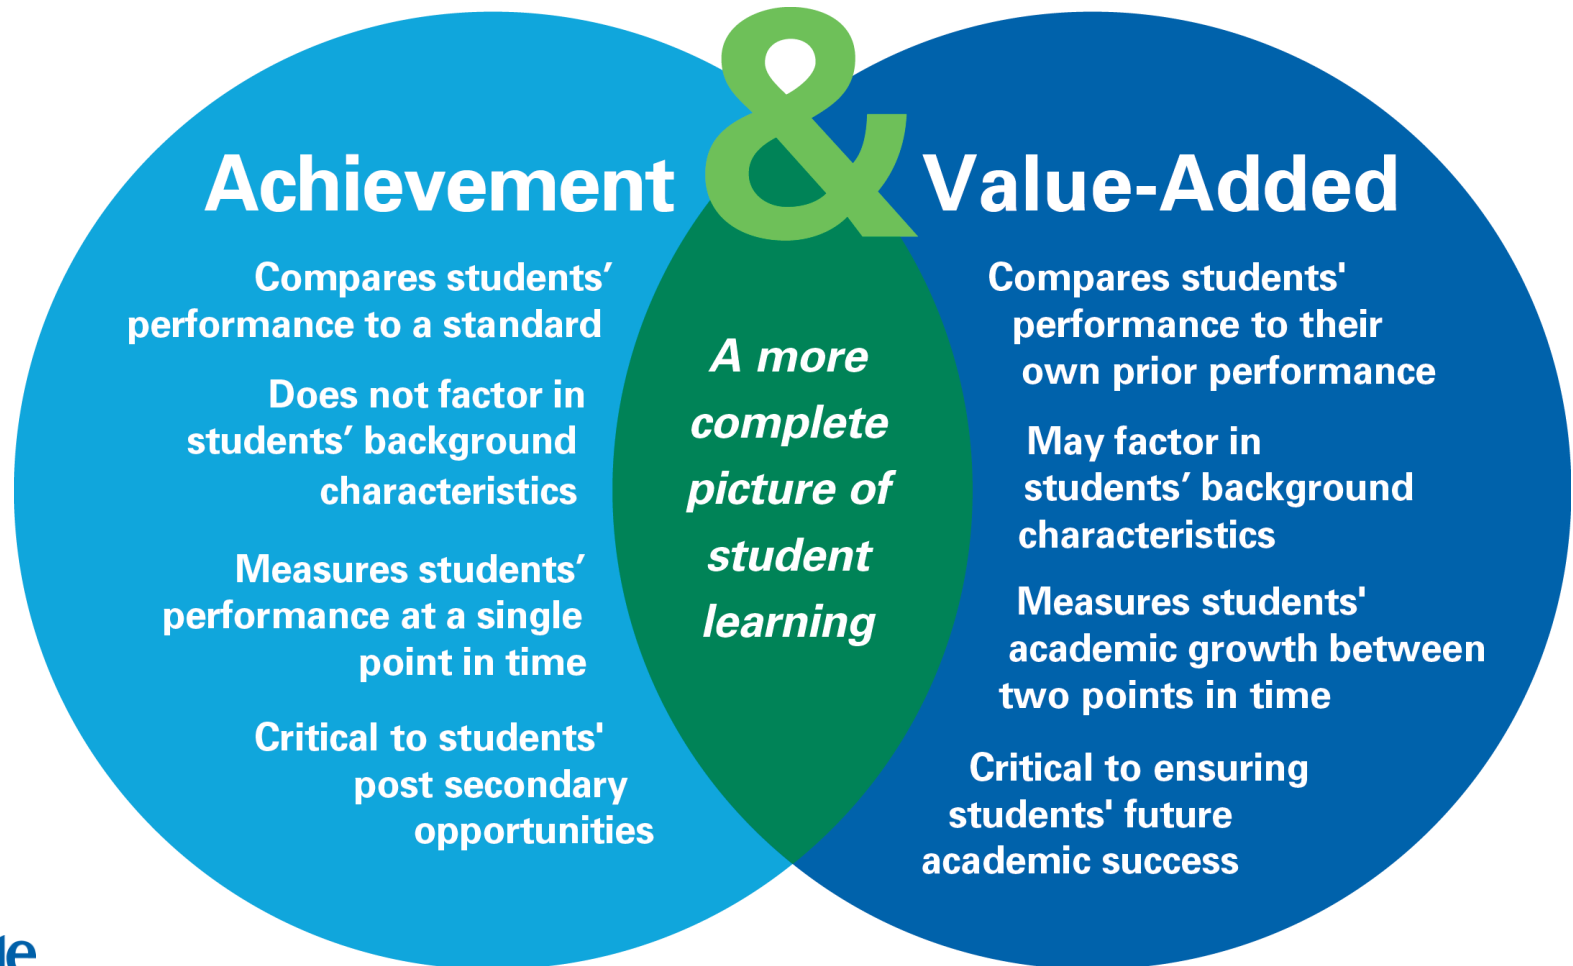 &
Achievement
Compares students’
performance to a standard
Does not factor in
students’ background
characteristics
Measures students’
performance at a single
point in time
Critical to students'
post secondary
opportunities
A more
complete
picture of
student
learning
Value-Added
Compares students'
performance to their
own prior performance
May factor in
students’ background
characteristics
Measures students'
academic growth between
two points in time
Critical to ensuring
students' future
academic success